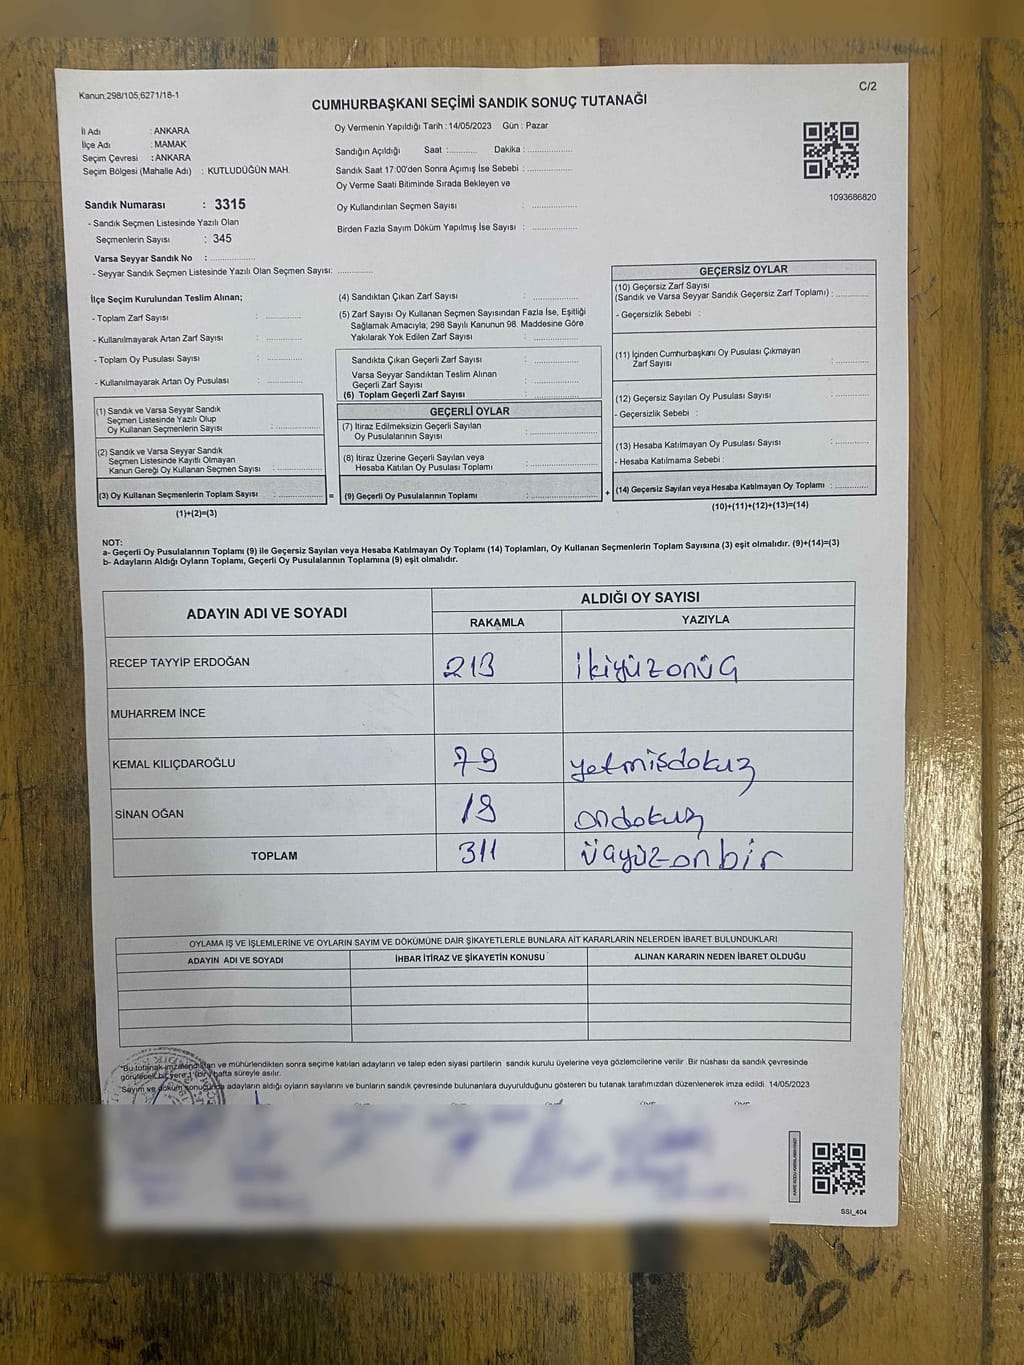 Kanun:298/105,6271/18-1
C/2
CUMHURBAŞKANI SEÇİMİ SANDIK SONUÇ TUTANAĞI
İl Adı : ANKARA
İlçe Adı : MAMAK
Seçim Çevresi : ANKARA
Seçim Bölgesi (Mahalle Adı) : KUTLUDÜĞÜN MAH.
Sandık Numarası : 3315
- Sandık Seçmen Listesinde Yazılı Olan
Seçmenlerin Sayısı : 345
Varsa Seyyar Sandık No : ..............
- Seyyar Sandık Seçmen Listesinde Yazılı Olan Seçmen Sayısı: ............
Oy Vermenin Yapıldığı Tarih : 14/05/2023 Gün : Pazar
Sandığın Açıldığı Saat :.......... Dakika : ..............
Sandık Saat 17:00'den Sonra Açımış İse Sebebi : ..............
Oy Verme Saati Bitiminde Sırada Bekleyen ve
Oy Kullandırılan Seçmen Sayısı : ..............
Birden Fazla Sayım Döküm Yapılmış İse Sayısı : ..............
1093686820
İlçe Seçim Kurulundan Teslim Alınan;
- Toplam Zarf Sayısı : ............
- Kullanılmayarak Artan Zarf Sayısı : ............
- Toplam Oy Pusulası Sayısı : ............
- Kullanılmayarak Artan Oy Pusulası : ............
(1) Sandık ve Varsa Seyyar Sandık
Seçmen Listesinde Yazılı Olup
Oy Kullanan Seçmenlerin Sayısı : ..............
(2) Sandık ve Varsa Seyyar Sandık
Seçmen Listesinde Kayıtlı Olmayan
Kanun Gereği Oy Kullanan Seçmen Sayısı : ..............
(3) Oy Kullanan Seçmenlerin Toplam Sayısı : .............. =
(1)+(2)=(3)
(4) Sandıktan Çıkan Zarf Sayısı : ..............
(5) Zarf Sayısı Oy Kullanan Seçmen Sayısından Fazla İse, Eşitliği
Sağlamak Amacıyla; 298 Sayılı Kanunun 98. Maddesine Göre
Yakılarak Yok Edilen Zarf Sayısı : ..............
Sandıkta Çıkan Geçerli Zarf Sayısı : ..............
Varsa Seyyar Sandıktan Teslim Alınan
Geçerli Zarf Sayısı : ..............
(6) Toplam Geçerli Zarf Sayısı : ..............
GEÇERLİ OYLAR
(7) İtiraz Edilmeksizin Geçerli Sayılan
Oy Pusulalarının Sayısı : ..............
(8) İtiraz Üzerine Geçerli Sayılan veya
Hesaba Katılan Oy Pusulası Toplamı : ..............
(9) Geçerli Oy Pusulalarının Toplamı : .............. +
GEÇERSİZ OYLAR
(10) Geçersiz Zarf Sayısı
(Sandık ve Varsa Seyyar Sandık Geçersiz Zarf Toplamı) : ............
- Geçersizlik Sebebi :
(11) İçinden Cumhurbaşkanı Oy Pusulası Çıkmayan
Zarf Sayısı : ............
(12) Geçersiz Sayılan Oy Pusulası Sayısı : ............
- Geçersizlik Sebebi :
(13) Hesaba Katılmayan Oy Pusulası Sayısı : ............
- Hesaba Katılmama Sebebi :
(14) Geçersiz Sayılan veya Hesaba Katılmayan Oy Toplamı : ............
(10)+(11)+(12)+(13)=(14)
NOT:
a- Geçerli Oy Pusulalarının Toplamı (9) ile Geçersiz Sayılan veya Hesaba Katılmayan Oy Toplamı (14) Toplamları, Oy Kullanan Seçmenlerin Toplam Sayısına (3) eşit olmalıdır. (9)+(14)=(3)
b- Adayların Aldığı Oyların Toplamı, Geçerli Oy Pusulalarının Toplamına (9) eşit olmalıdır.
ADAYIN ADI VE SOYADI ALDIĞI OY SAYISI
RAKAMLA YAZIYLA
RECEP TAYYİP ERDOĞAN 213 ikiyüzonüç
MUHARREM İNCE
KEMAL KILIÇDAROĞLU 79 yetmişdokuz
SİNAN OĞAN 19 ondokuz
TOPLAM 311 üçyüzonbir
OYLAMA İŞ VE İŞLEMLERİNE VE OYLARIN SAYIM VE DÖKÜMÜNE DAİR ŞİKAYETLERLE BUNLARA AİT KARARLARIN NELERDEN İBARET BULUNDUKLARI
ADAYIN ADI VE SOYADI İHBAR İTİRAZ VE ŞİKAYETİN KONUSU ALINAN KARARIN NEDEN İBARET OLDUĞU
"Bu tutanak imzalandıktan ve mühürlendikten sonra seçime katılan adayların ve talep eden siyasi partilerin sandık kurulu üyelerine veya gözlemcilerine verilir .Bir nüshası da sandık çevresinde
görülecek bir yere 1 (bir) hafta süreyle asılır.
"Sayım ve döküm sonucunda adayların aldığı oyların sayılarını ve bunların sandık çevresinde bulunanlara duyurulduğunu gösteren bu tutanak tarafımızdan düzenlenerek imza edildi. 14/05/2023
SSI_404